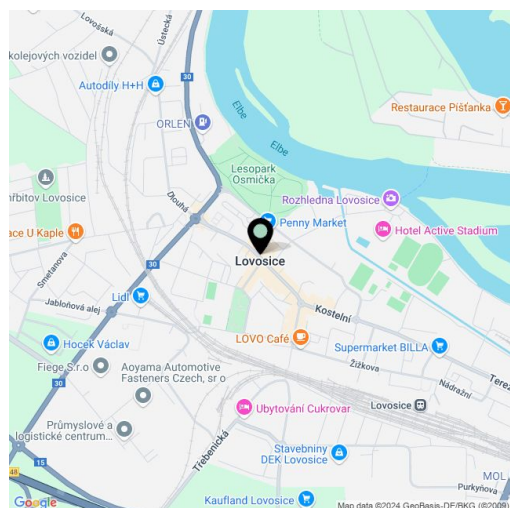 Lovošská
Ústecká
kolejových vozidel
30
Autodíly H+H
Elbe
Restaurace Píšťanka
ORLEN
Elbe
Lesopark
Osmička
hřbitov Lovosice
Rozhledna Lovosice
Dlouhá
Penny Market
ace U Kaple
Hotel Active Stadium
Smetanova
30
Lovosice
Lidl
Jabloňová alej
Kostelní
Hocek Václav
LOVO Café
Supermarket BILLA
Fiege S.r.o
Aoyama Automotive
Fasteners Czech, sr o
Žižkova
Terez
30
Nádražní
Lovosice
Ubytování Cukrovar
Průmyslové a
logistické centrum...
Třebenická
15
Stavebniny
DEK Lovosice
48
MOL
Purkyňova
Kaufland Lovosice
Google
Map data ©2024 GeoBasis-DE/BKG (©2009)